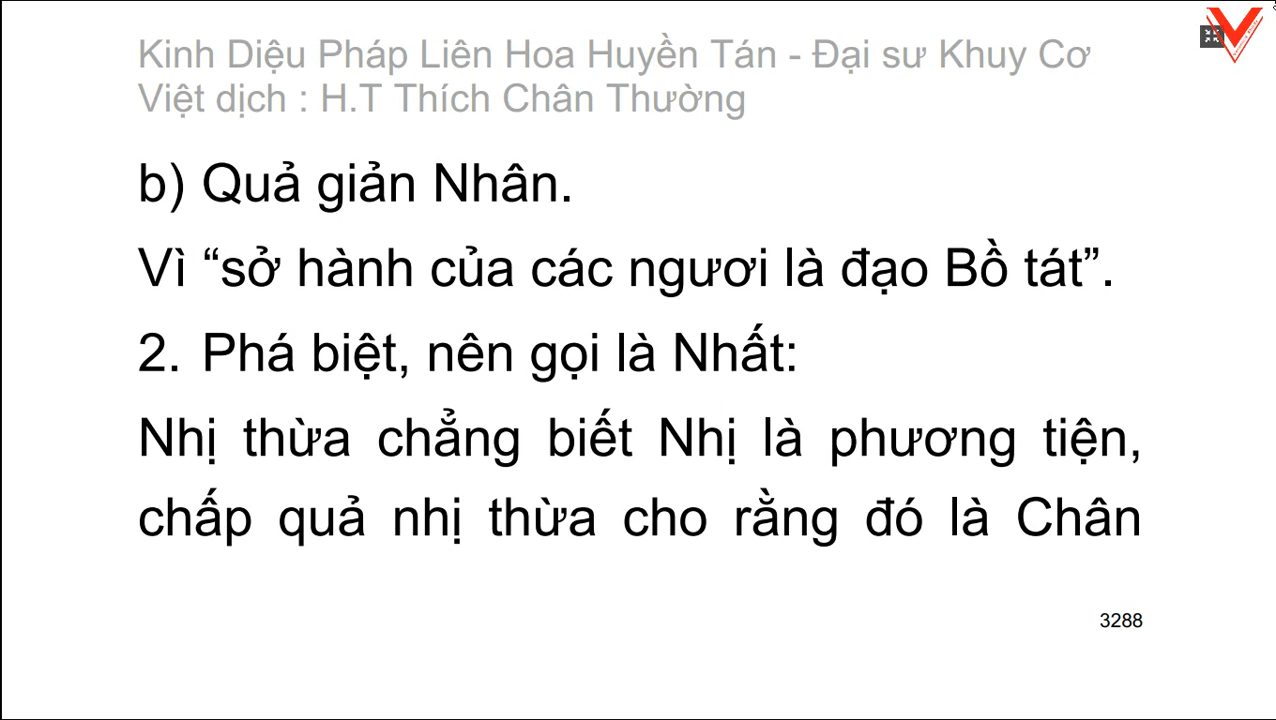 Kinh Diệu Pháp Liên Hoa Huyền Tán - Đại sư Khuy Cơ
Việt dịch : H.T Thích Chân Thường
b) Quả giản Nhân.
Vì “sở hành của các ngươi là đạo Bồ tát”.
2. Phá biệt, nên gọi là Nhất:
Nhị thừa chẳng biết Nhị là phương tiện,
chấp quả nhị thừa cho rằng đó là Chân
3288